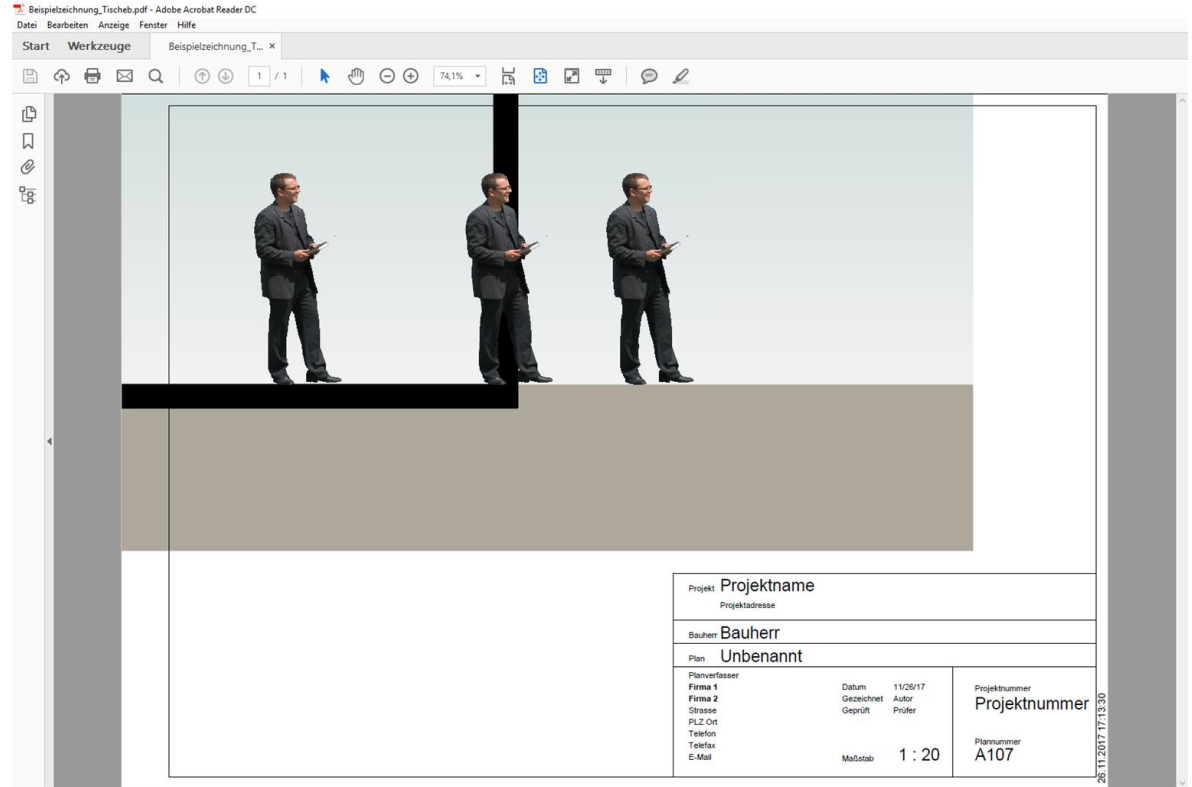 Beispielzeichnung_Tischeb.pdf - Adobe Acrobat Reader DC
Datei Bearbeiten Anzeige Fenster Hilfe
Start Werkzeuge Beispielzeichnung_T... ×
1 / 1 74,1%
Projekt Projektname
Projektadresse
Bauherr Bauherr
Plan Unbenannt
Planverfasser
Firma 1 Datum 11/26/17
Firma 2 Gezeichnet Autor
Strasse Geprüft Prüfer
PLZ Ort
Telefon
Telefax
E-Mail Maßstab 1 : 20
Projektnummer
Projektnummer
Plannummer
A107
26.11.2017 17:13:30